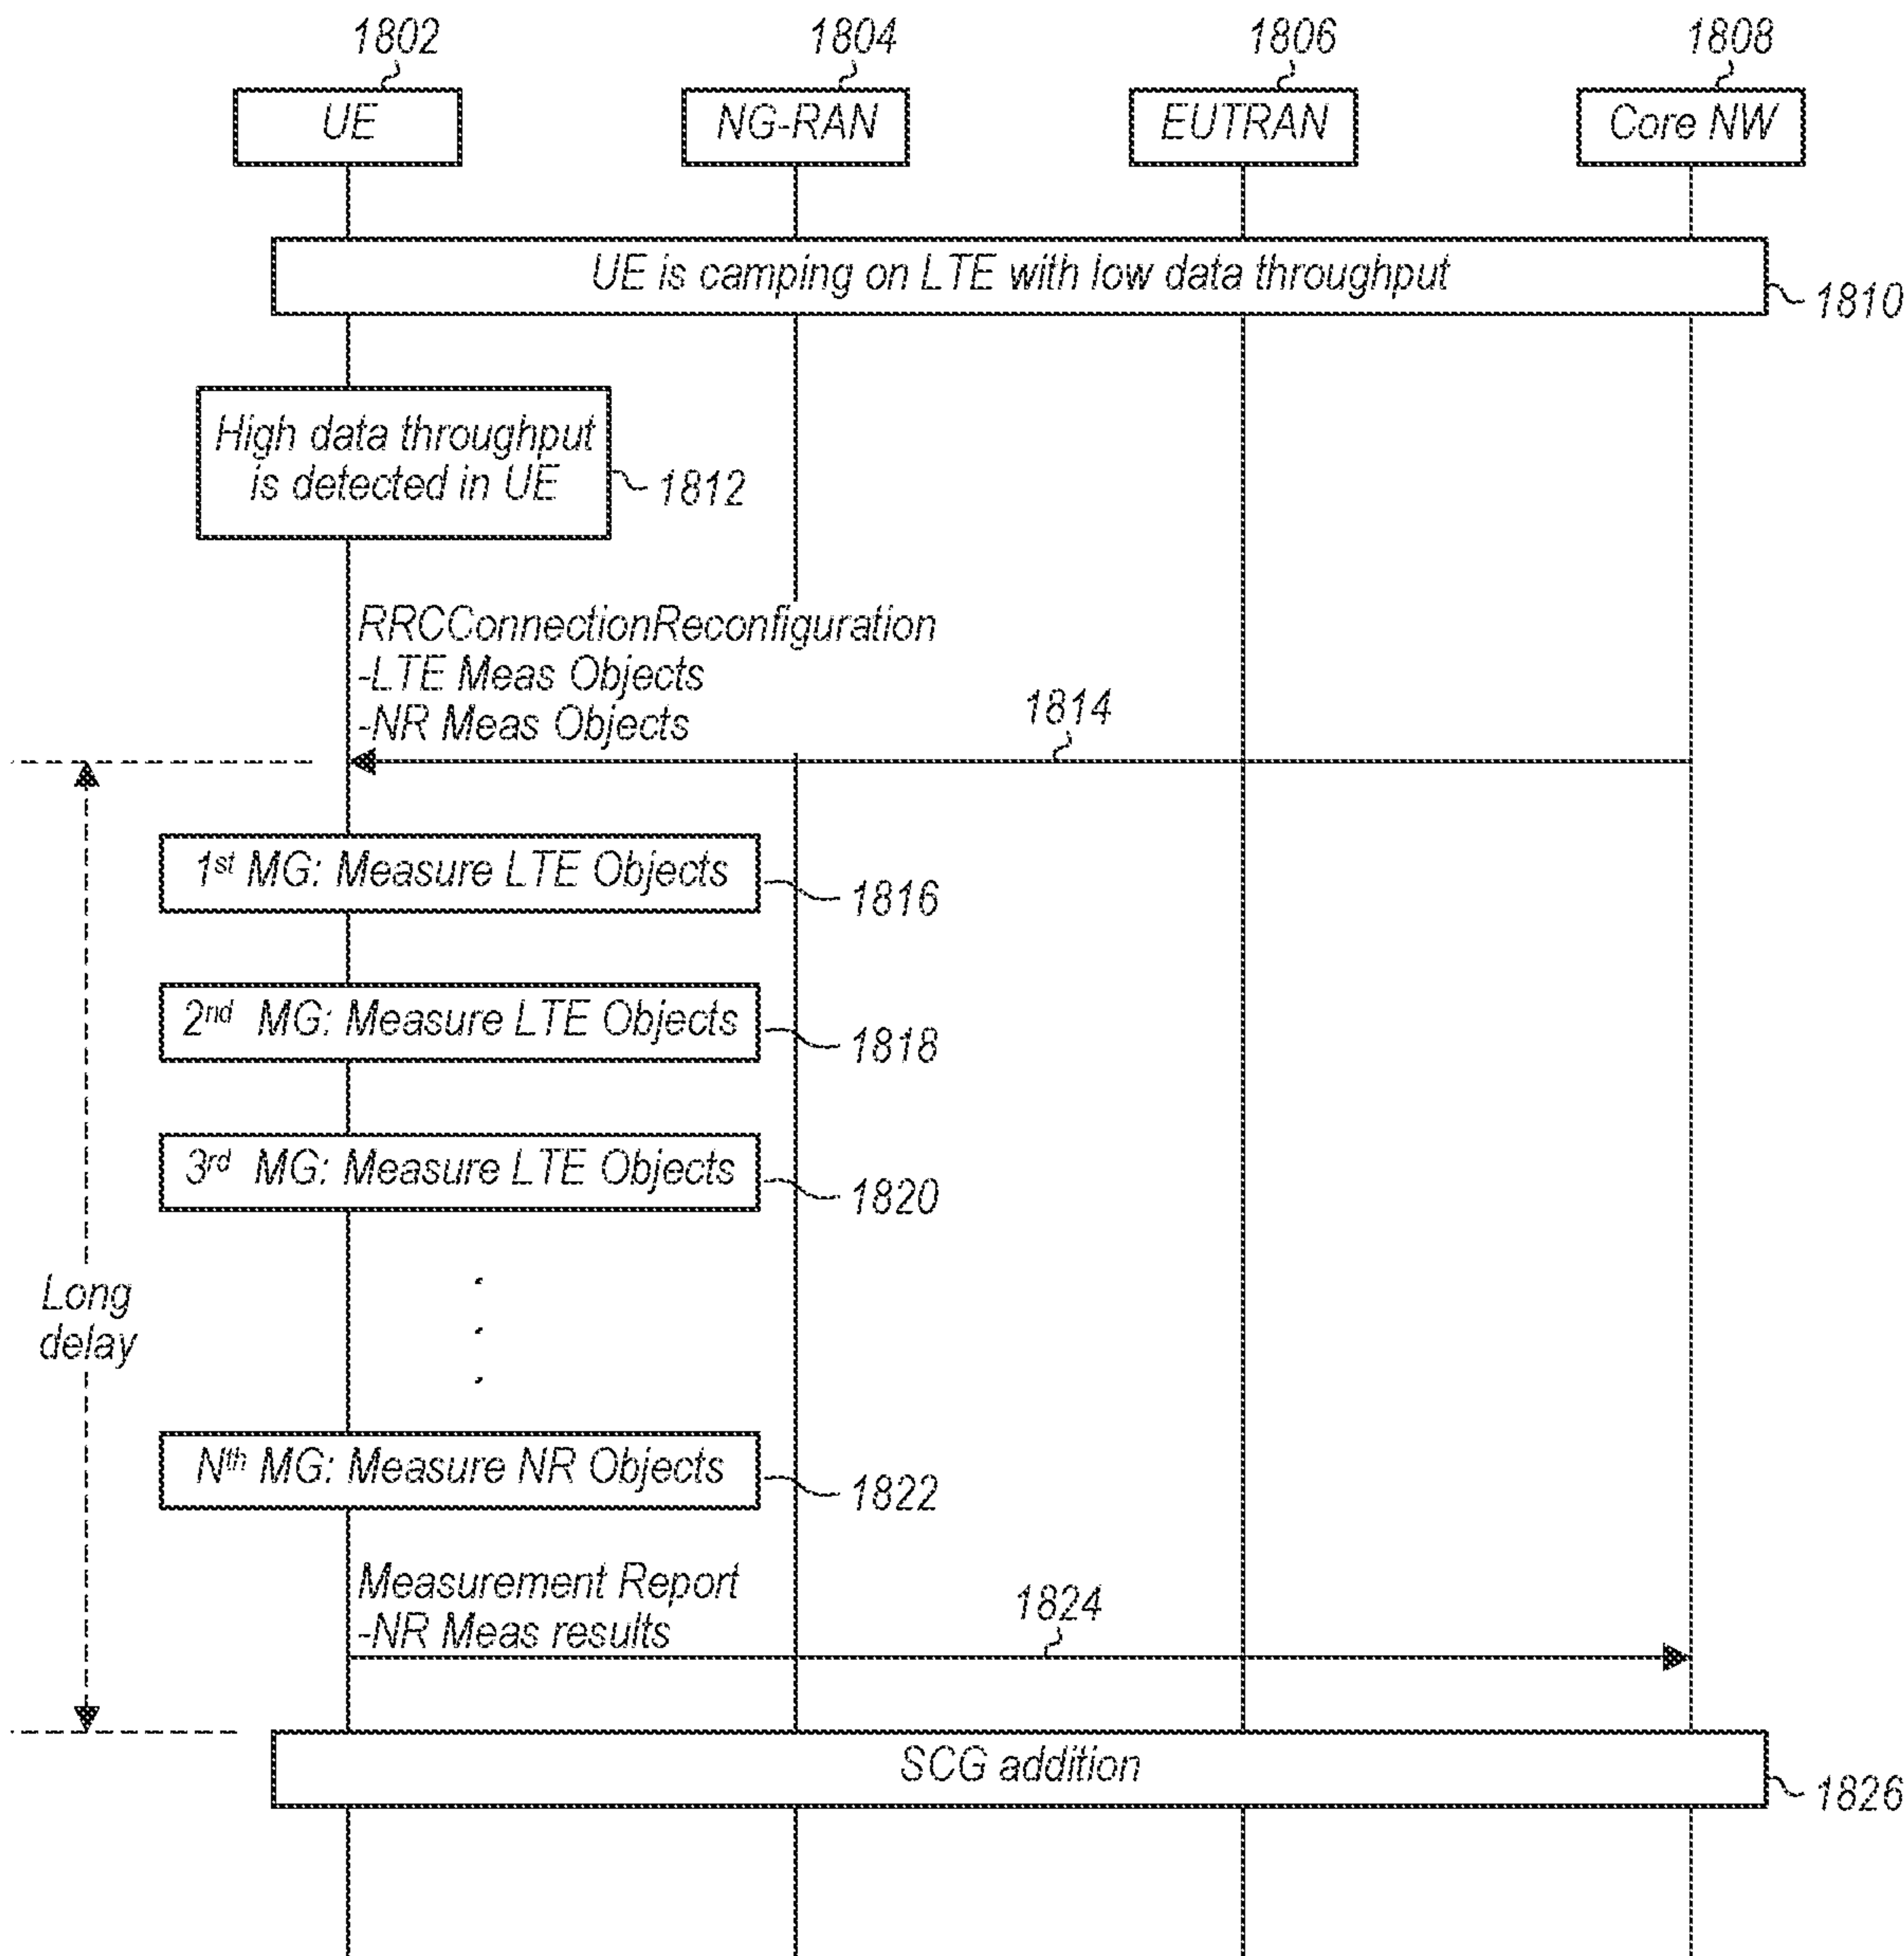 1802
1804
1806
1808
UE
NG-RAN
EUTRAN
Core NW
UE is camping on LTE with low data throughput
1810
High data throughput
is detected in UE
1812
RRCConnectionReconfiguration
-LTE Meas Objects
-NR Meas Objects
1814
1st MG: Measure LTE Objects
1816
2nd MG: Measure LTE Objects
1818
3rd MG: Measure LTE Objects
1820
Long
delay
Nth MG: Measure NR Objects
1822
Measurement Report
-NR Meas results
1824
SCG addition
1826